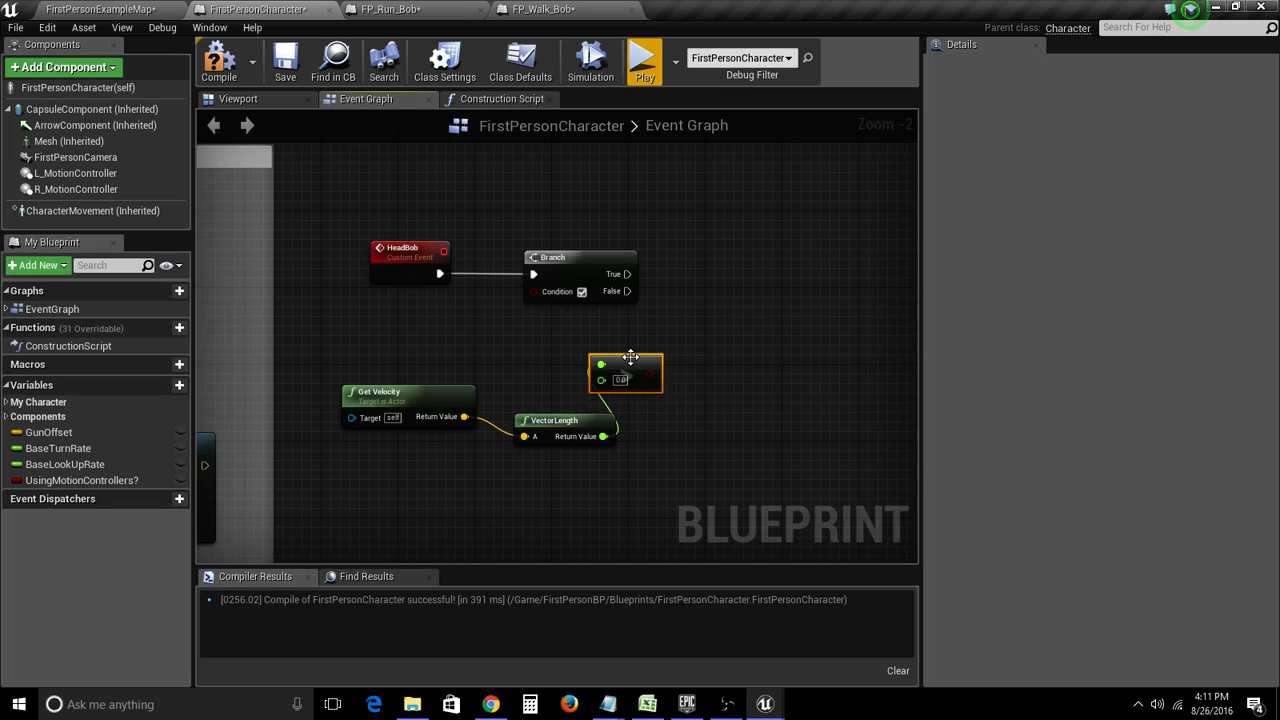 FirstPersonExampleMap*
FirstPersonCharacter*
FP_Run_Bob*
FP_Walk_Bob*
File Edit Asset View Debug Window Help
Parent class: Character
Search For Help
Components
+ Add Component
FirstPersonCharacter(self)
CapsuleComponent (Inherited)
ArrowComponent (Inherited)
Mesh (Inherited)
FirstPersonCamera
L_MotionController
R_MotionController
CharacterMovement (Inherited)
Compile Save Find in CB Search Class Settings Class Defaults Simulation Play
FirstPersonCharacter
Debug Filter
Details
Viewport Event Graph Construction Script
FirstPersonCharacter > Event Graph
Zoom -2
My Blueprint
+ Add New Search
Graphs
EventGraph
Functions (31 Overridable)
ConstructionScript
Macros
Variables
My Character
Components
GunOffset
BaseTurnRate
BaseLookUpRate
UsingMotionControllers?
Event Dispatchers
HeadBob
Custom Event
Branch
True
Condition
False
>
0.0
Get Velocity
Target is Actor
Target self Return Value
VectorLength
A Return Value
BLUEPRINT
Compiler Results Find Results
[0256.02] Compile of FirstPersonCharacter successful! [in 391 ms] (/Game/FirstPersonBP/Blueprints/FirstPersonCharacter.FirstPersonCharacter)
Clear
Ask me anything
4:11 PM
8/26/2016